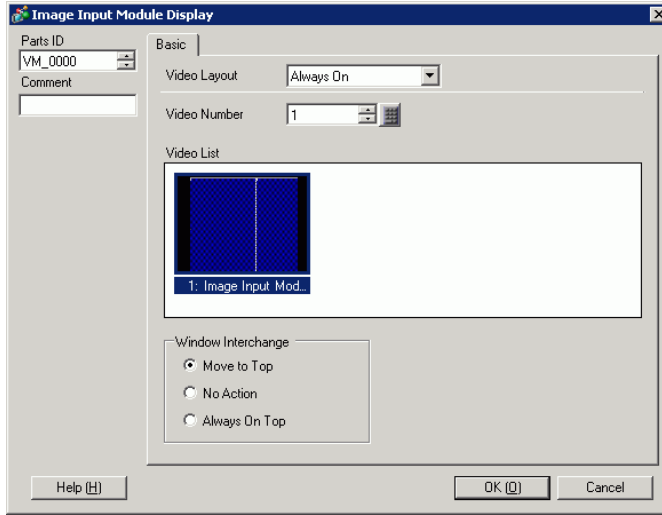 Image Input Module Display
Parts ID
VM_0000
Comment
Basic
Video Layout
Always On
Video Number
1
Video List
1: Image Input Mod...
Window Interchange
Move to Top
No Action
Always On Top
Help (H)
OK (O)
Cancel